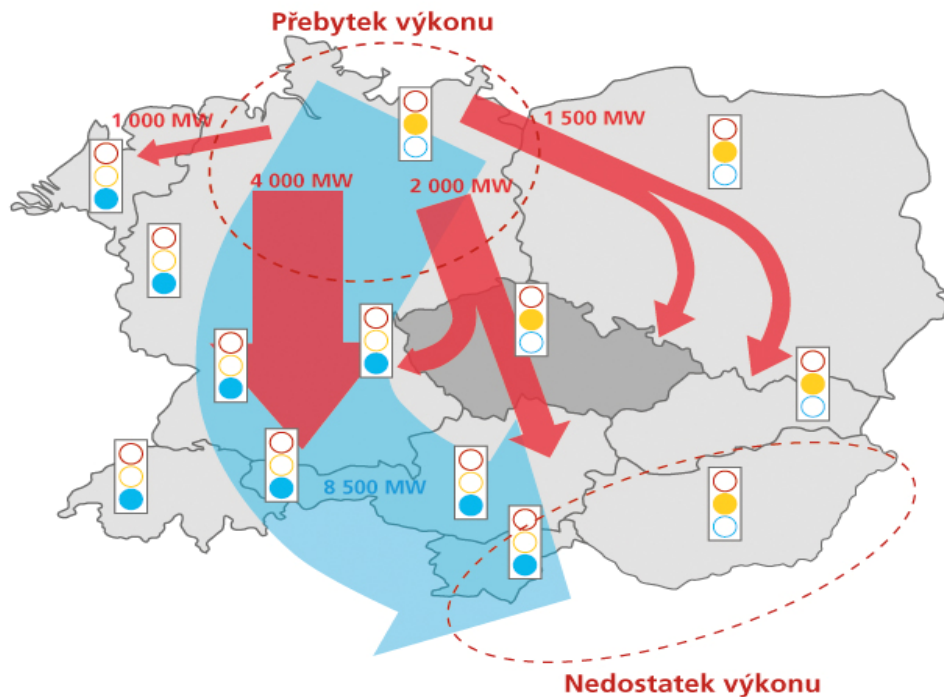 Přebytek výkonu
1 000 MW
1 500 MW
4 000 MW
2 000 MW
8 500 MW
Nedostatek výkonu